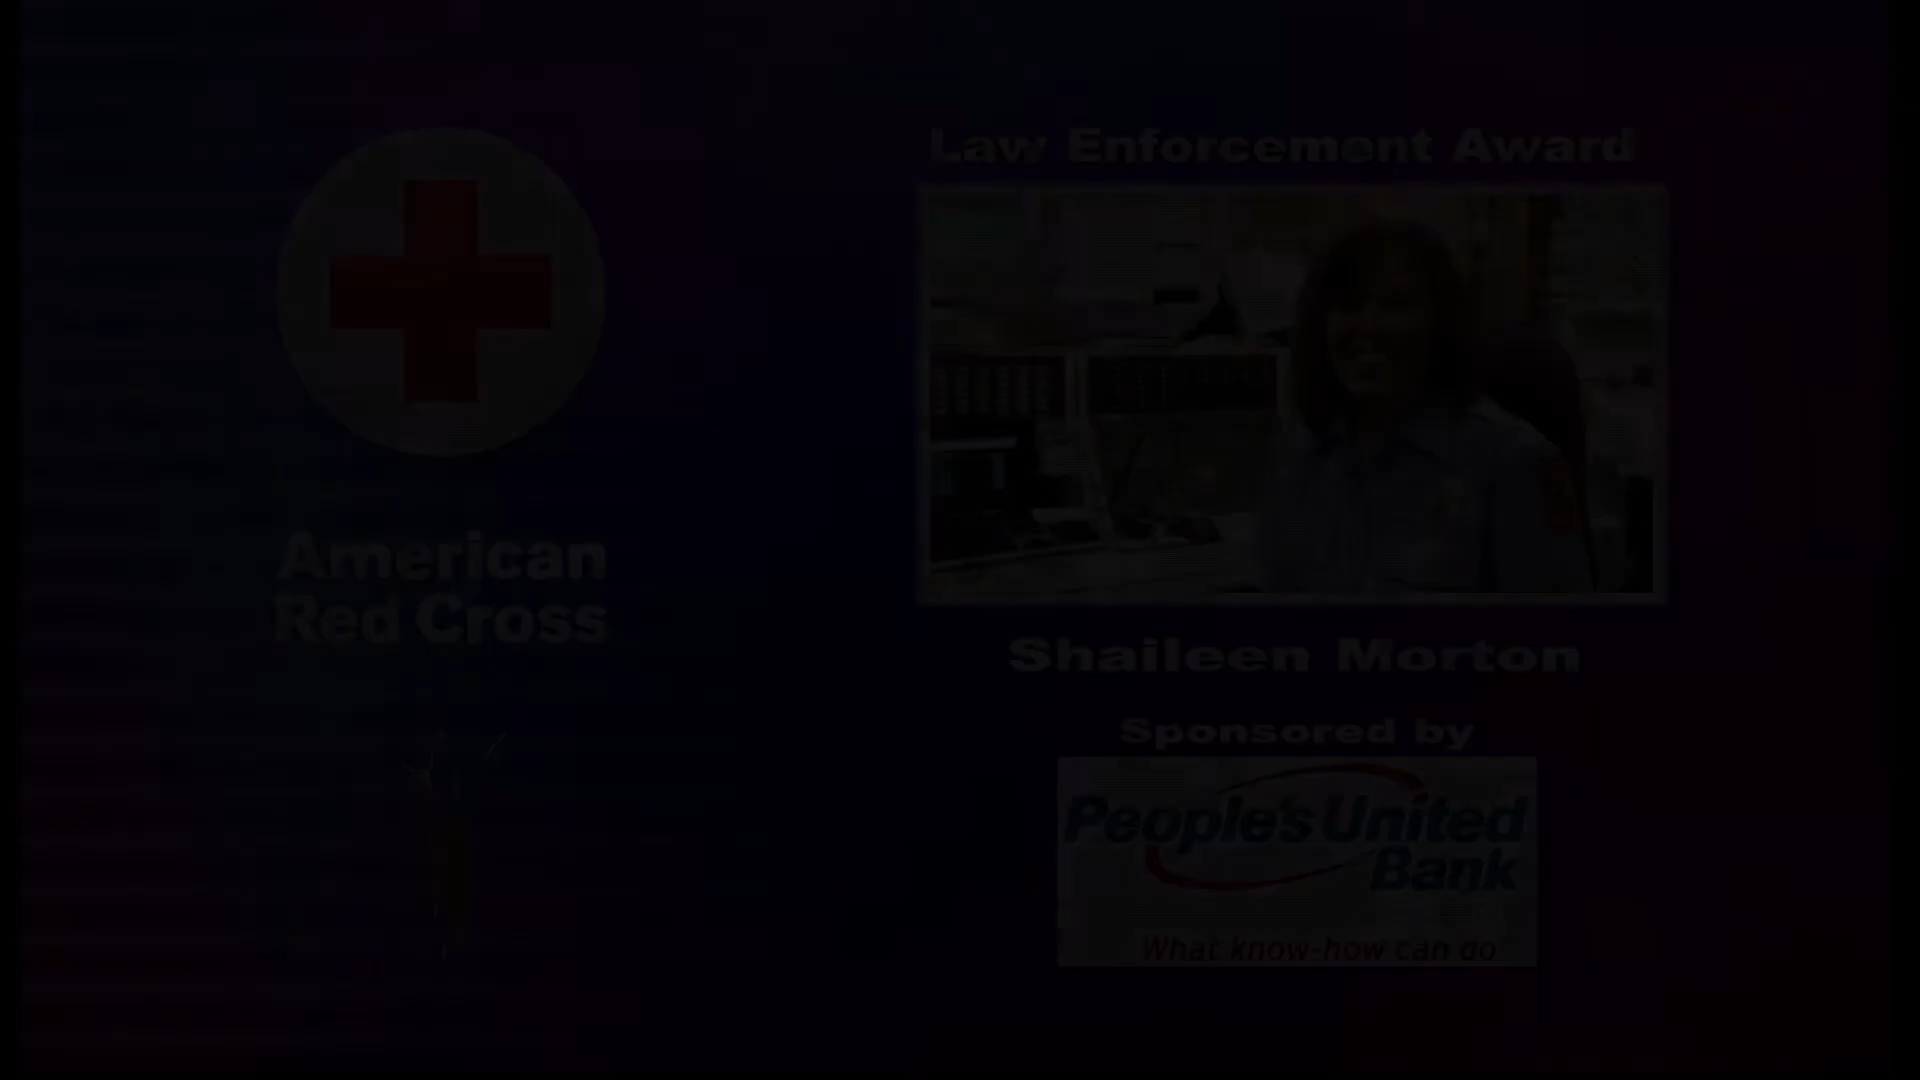 Law Enforcement Award
American
Red Cross
Shaileen Morton
Sponsored by
People's United
Bank
What know-how can do